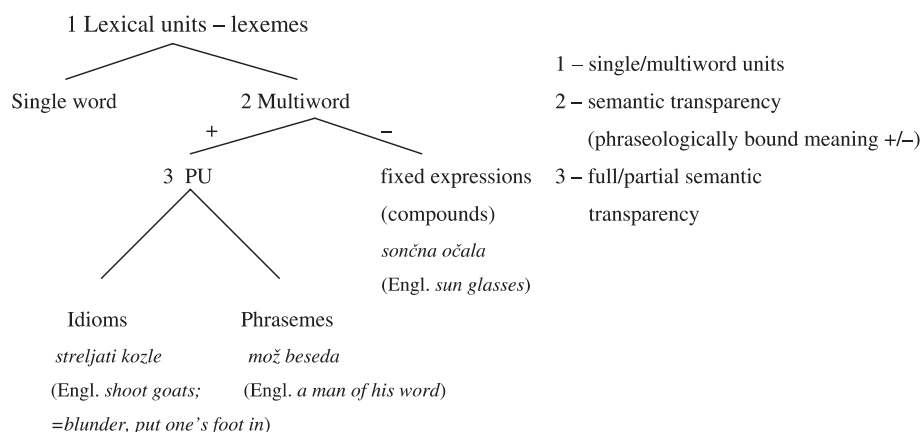 1 Lexical units – lexemes
Single word
2 Multiword
+
–
3 PU
fixed expressions
(compounds)
sončna očala
(Engl. sun glasses)
Idioms
streljati kozle
(Engl. shoot goats;
=blunder, put one's foot in)
Phrasemes
mož beseda
(Engl. a man of his word)
1 – single/multiword units
2 – semantic transparency
(phraseologically bound meaning +/–)
3 – full/partial semantic
transparency